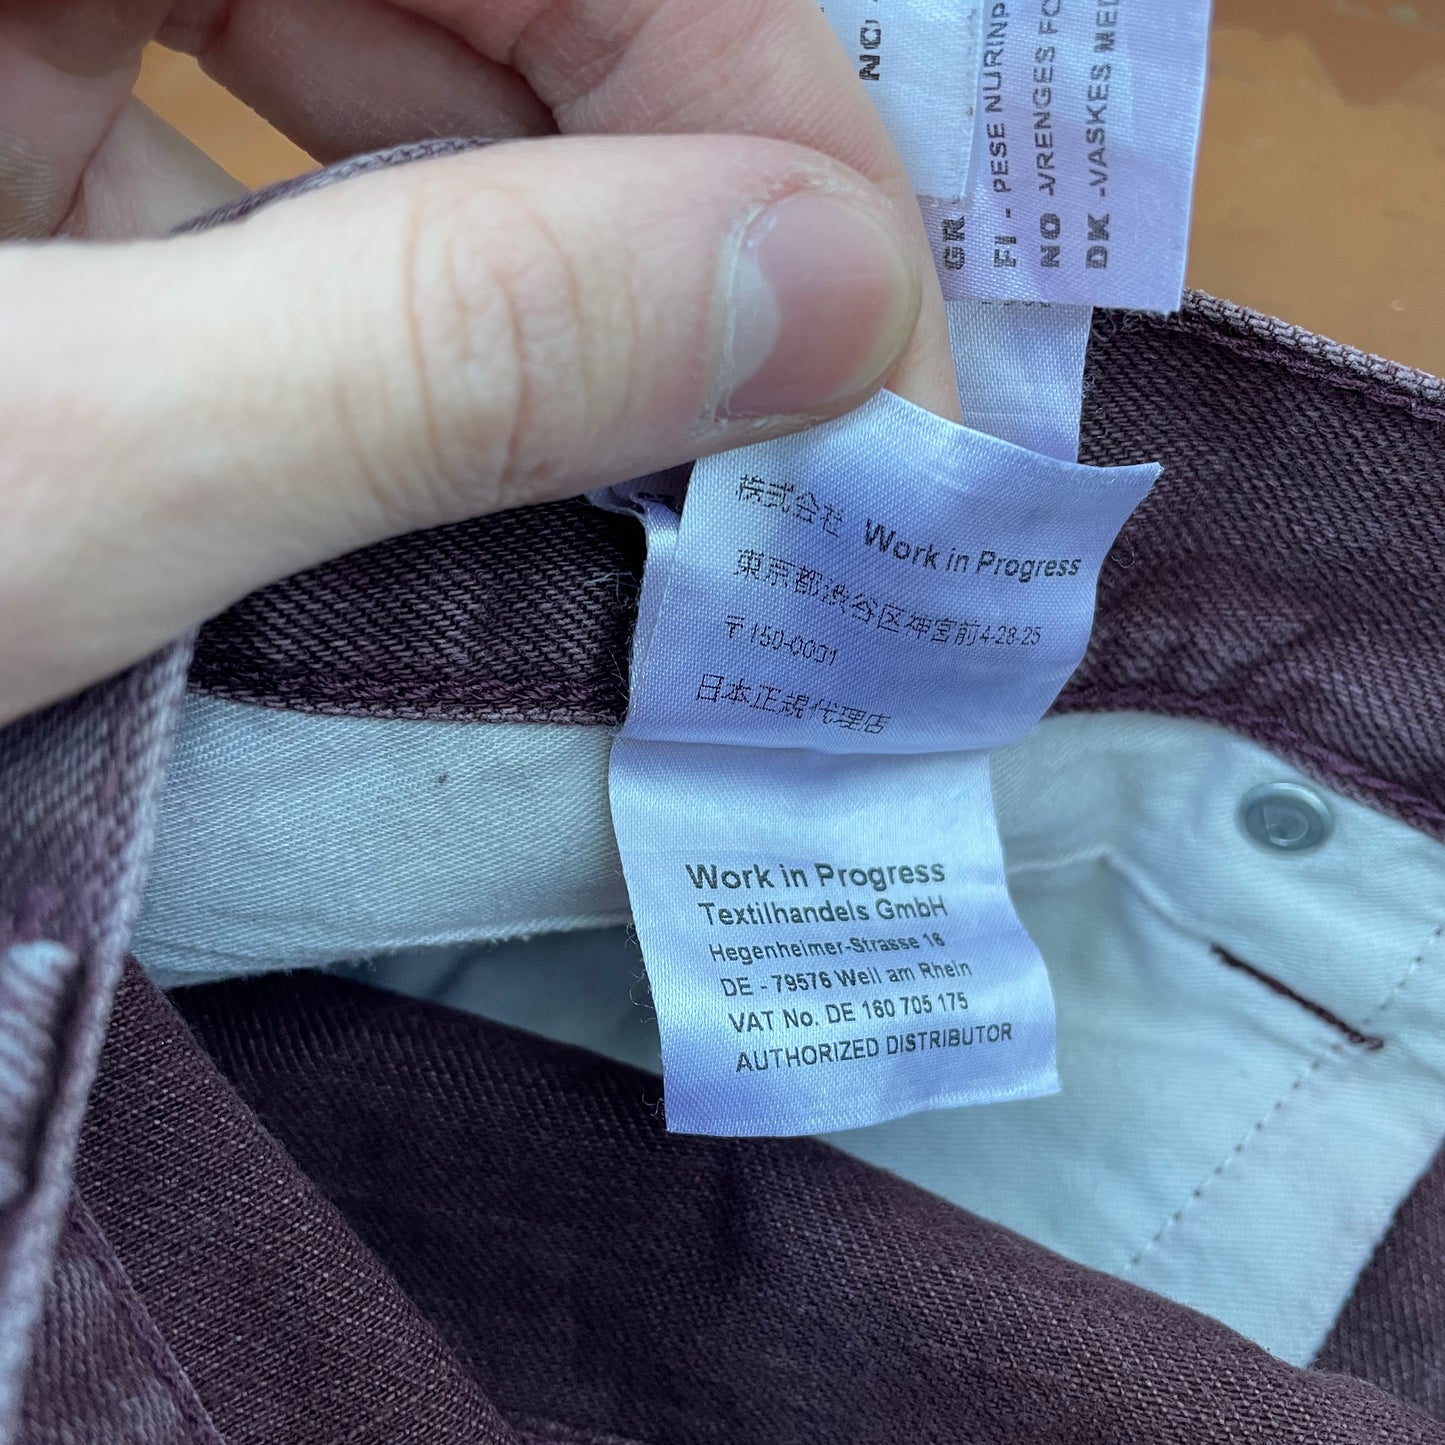 NO
GR
FI - PESE NURINP
NO -VRENGES FO
DK -VASKES MED
株式会社 Work in Progress
東京都渋谷区神宮前4-28-25
〒150-0001
日本正規代理店
Work in Progress
Textilhandels GmbH
Hegenheimer-Strasse 16
DE - 79576 Weil am Rhein
VAT No. DE 160 705 175
AUTHORIZED DISTRIBUTOR